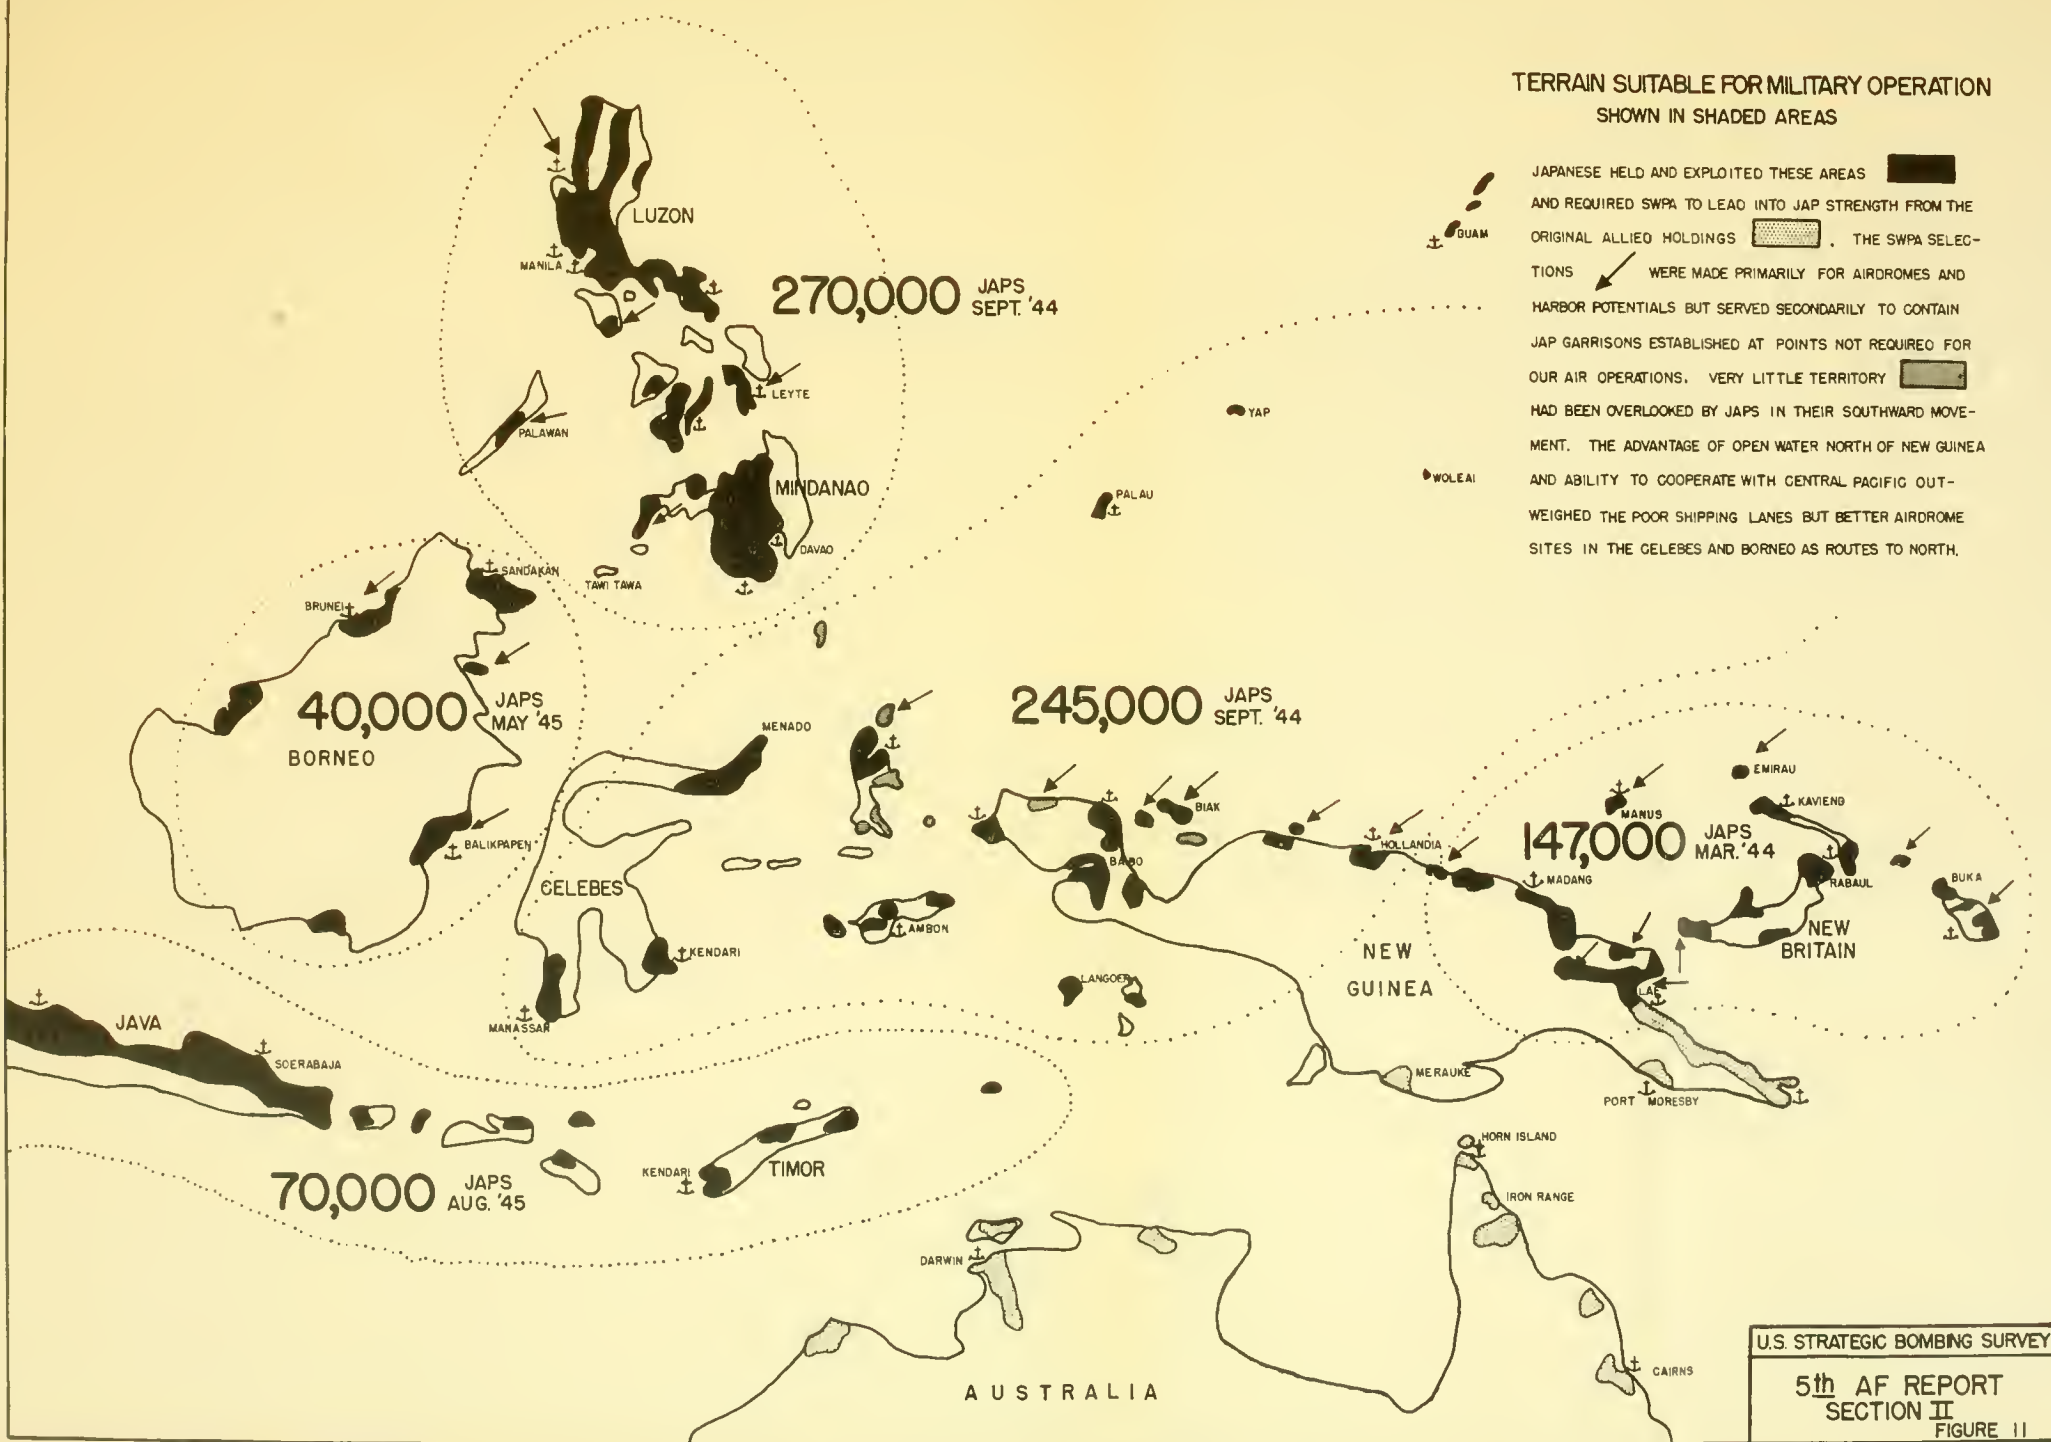 TERRAIN SUITABLE FOR MILITARY OPERATION
SHOWN IN SHADED AREAS
JAPANESE HELD AND EXPLOITED THESE AREAS
AND REQUIRED SWPA TO LEAD INTO JAP STRENGTH FROM THE
ORIGINAL ALLIED HOLDINGS . THE SWPA SELEC-
TIONS WERE MADE PRIMARILY FOR AIRDROMES AND
HARBOR POTENTIALS BUT SERVED SECONDARILY TO CONTAIN
JAP GARRISONS ESTABLISHED AT POINTS NOT REQUIRED FOR
OUR AIR OPERATIONS. VERY LITTLE TERRITORY
HAD BEEN OVERLOOKED BY JAPS IN THEIR SOUTHWARD MOVE-
MENT. THE ADVANTAGE OF OPEN WATER NORTH OF NEW GUINEA
AND ABILITY TO COOPERATE WITH CENTRAL PACIFIC OUT-
WEIGHED THE POOR SHIPPING LANES BUT BETTER AIRDROME
SITES IN THE CELEBES AND BORNEO AS ROUTES TO NORTH.
LUZON
GUAM
MANILA
270,000 JAPS
SEPT. '44
LEYTE
YAP
PALAWAN
WOLEAI
MINDANAO
PALAU
DAVAO
SANDAKAN
TAWI TAWA
BRUNEI
40,000 JAPS
MAY '45
BORNEO
245,000 JAPS
SEPT. '44
MENADO
EMIRAU
KAVIENG
MANUS
BIAK
147,000 JAPS
MAR. '44
HOLLANDIA
BALIKPAPEN
BABO
MADANG
RABAUL
BUKA
CELEBES
AMBON
NEW
BRITAIN
KENDARI
NEW
GUINEA
LANGOER
LAE
MAKASSAR
JAVA
SOERABAJA
MERAUKE
PORT MORESBY
HORN ISLAND
KENDARI
TIMOR
70,000 JAPS
AUG. '45
IRON RANGE
DARWIN
CAIRNS
AUSTRALIA
U.S. STRATEGIC BOMBING SURVEY
5th AF REPORT
SECTION II
FIGURE 11